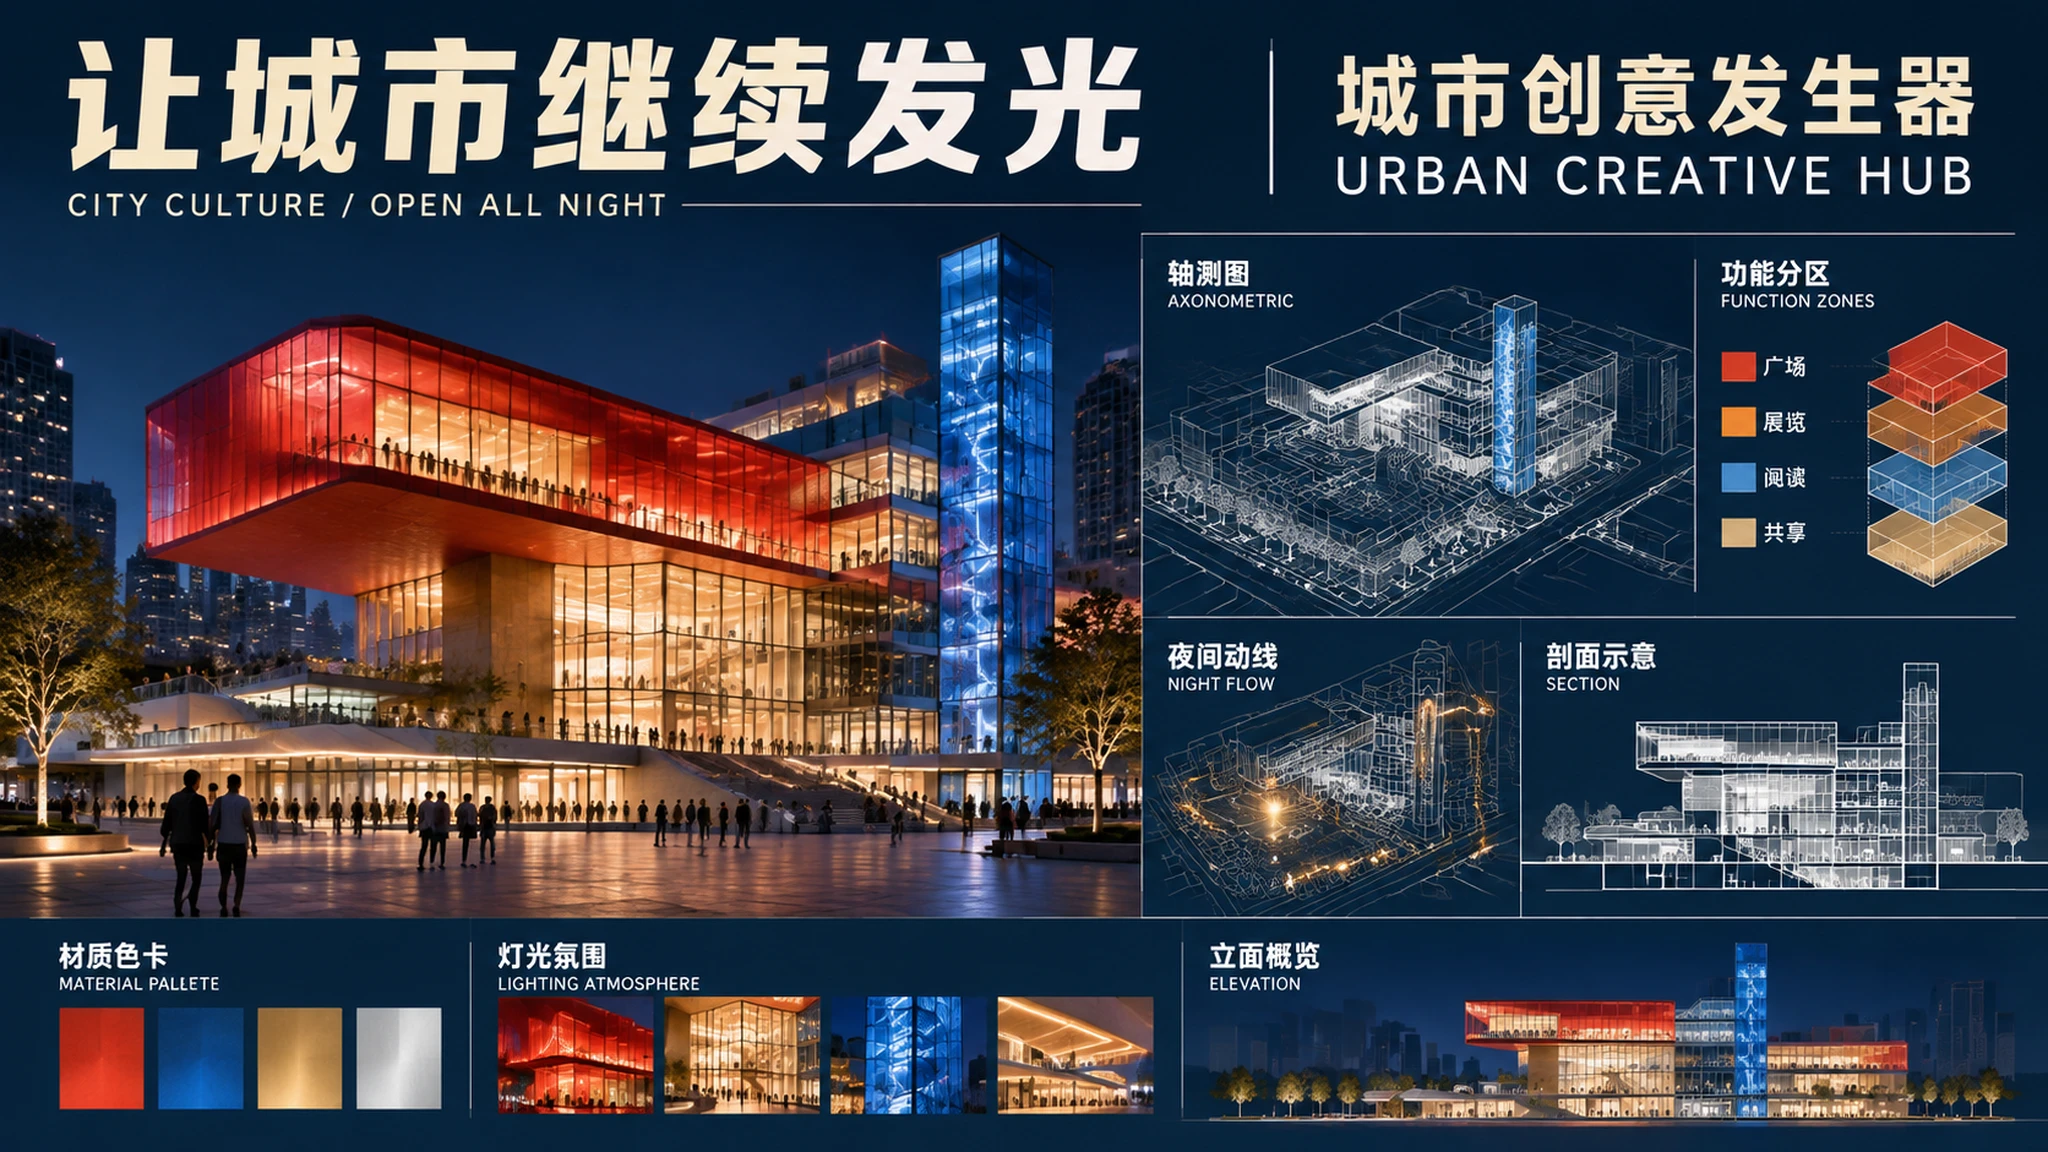 让城市继续发光
CITY CULTURE / OPEN ALL NIGHT
城市创意发生器
URBAN CREATIVE HUB
轴测图
AXONOMETRIC
功能分区
FUNCTION ZONES
广场
展览
阅读
共享
夜间动线
NIGHT FLOW
剖面示意
SECTION
材质色卡
MATERIAL PALLETE
灯光氛围
LIGHTING ATMOSPHERE
立面概览
ELEVATION